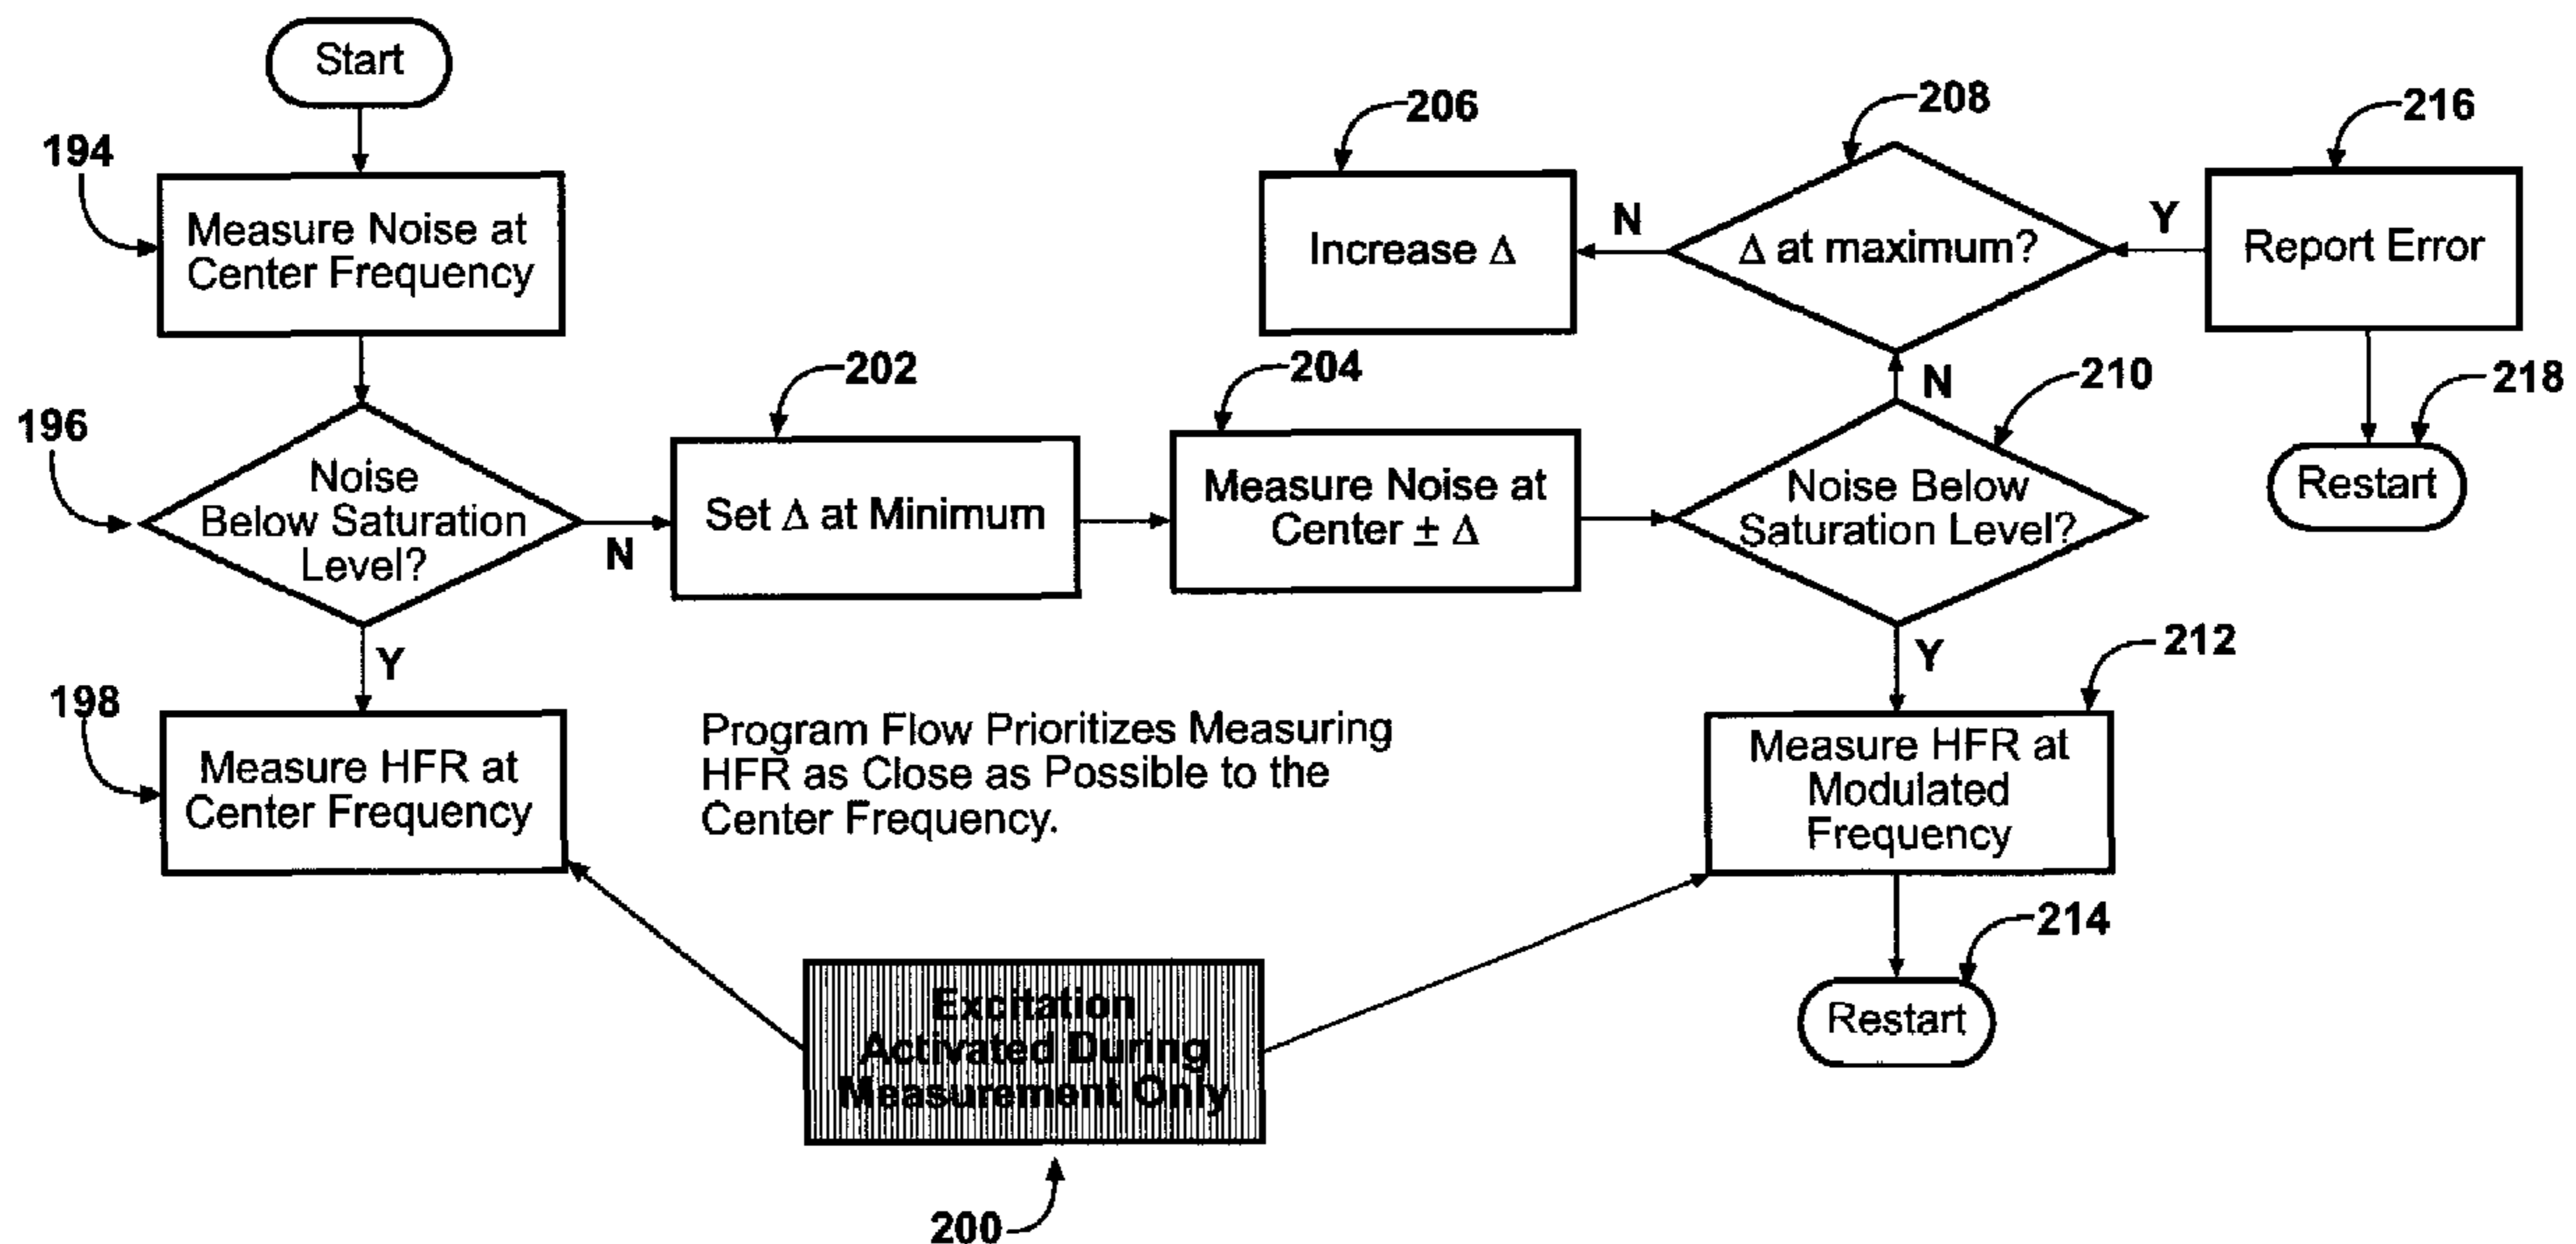 Start
194
Measure Noise at
Center Frequency
196
Noise
Below Saturation
Level?
N
Y
198
Measure HFR at
Center Frequency
202
Set Δ at Minimum
204
Measure Noise at
Center ± Δ
206
Increase Δ
N
208
Δ at maximum?
Y
216
Report Error
218
Restart
N
210
Noise Below
Saturation Level?
Y
212
Measure HFR at
Modulated
Frequency
214
Restart
Program Flow Prioritizes Measuring
HFR as Close as Possible to the
Center Frequency.
Excitation
Activated During
Measurement Only
200